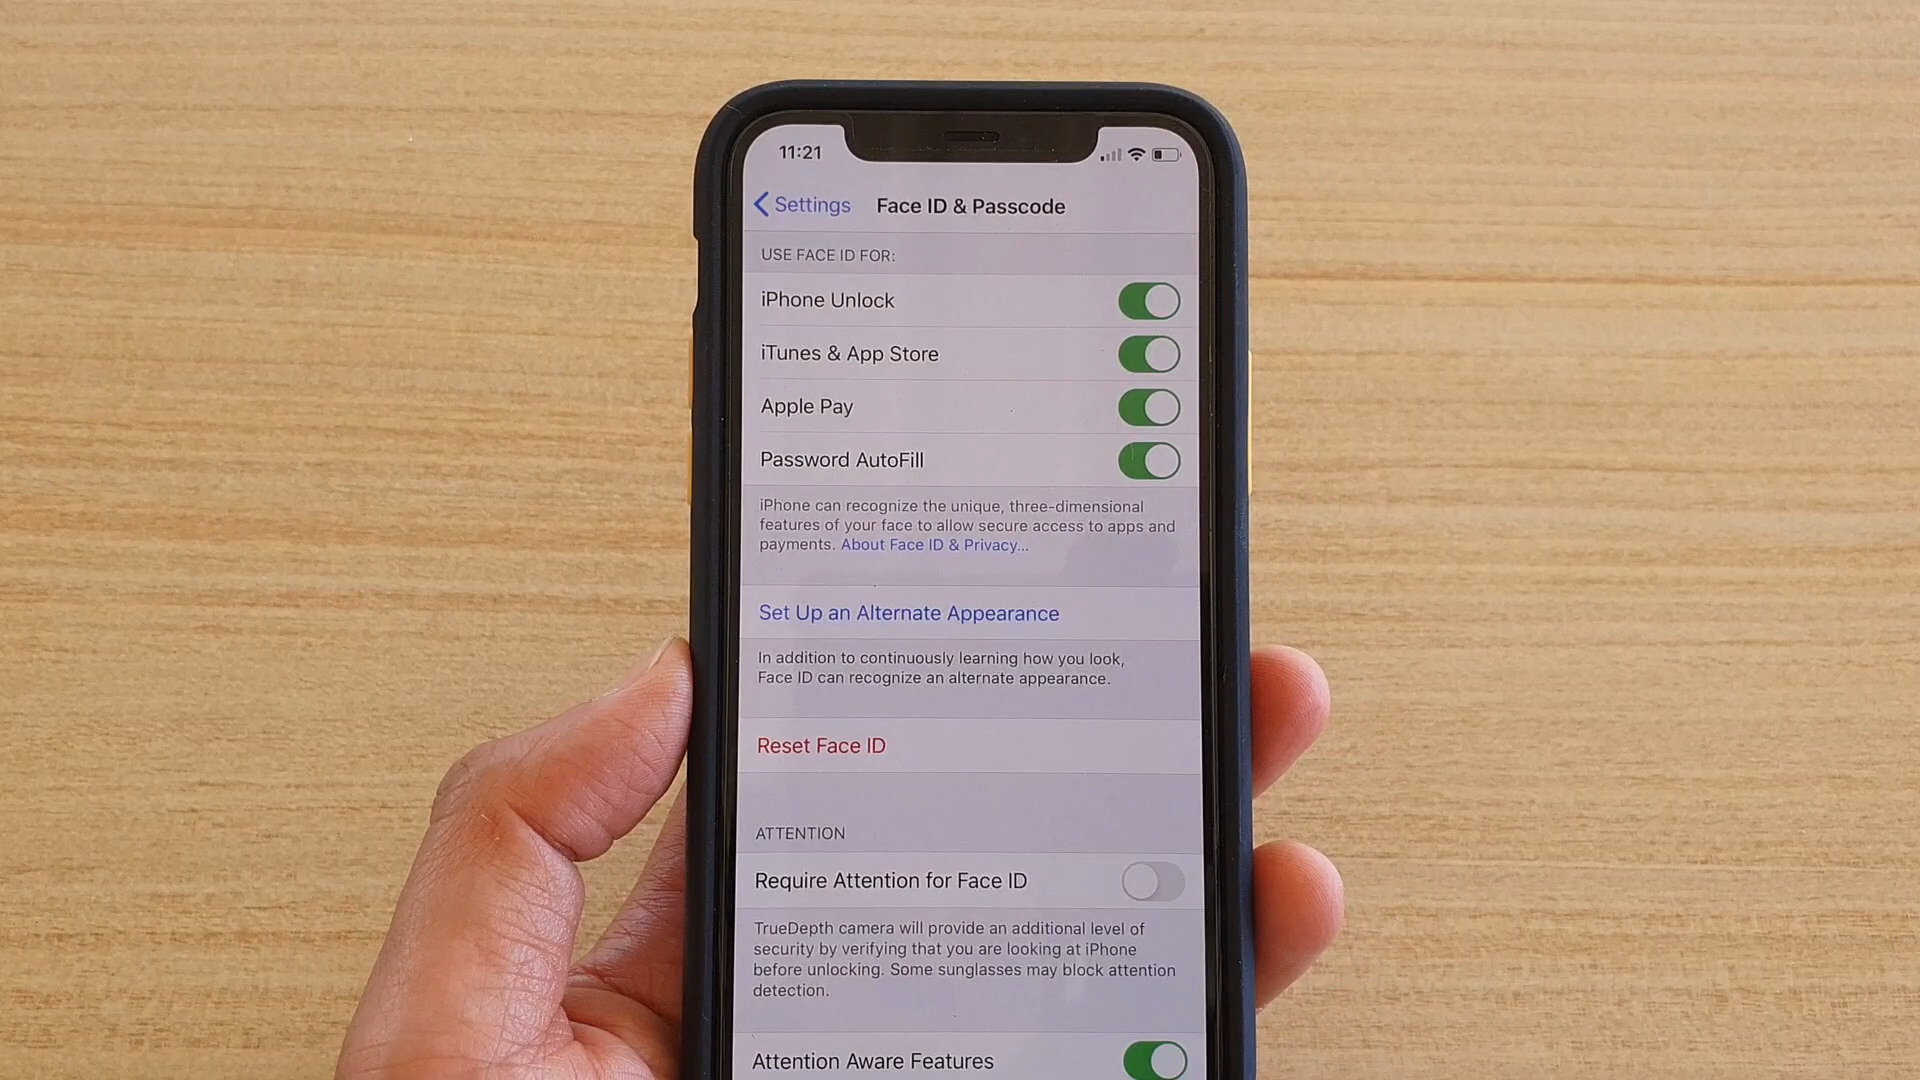 11:21
Settings Face ID & Passcode
USE FACE ID FOR:
iPhone Unlock
iTunes & App Store
Apple Pay
Password AutoFill
iPhone can recognize the unique, three-dimensional
features of your face to allow secure access to apps and
payments. About Face ID & Privacy...
Set Up an Alternate Appearance
In addition to continuously learning how you look,
Face ID can recognize an alternate appearance.
Reset Face ID
ATTENTION
Require Attention for Face ID
TrueDepth camera will provide an additional level of
security by verifying that you are looking at iPhone
before unlocking. Some sunglasses may block attention
detection.
Attention Aware Features